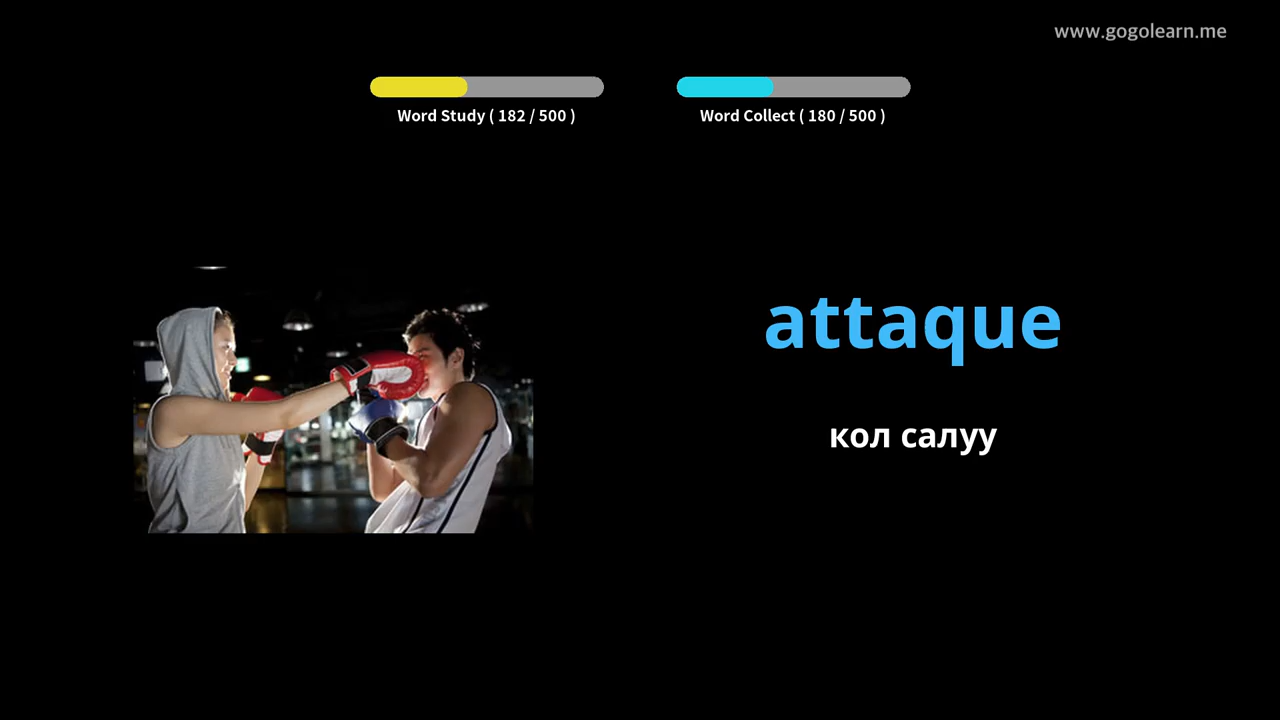 www.gogolearn.me
Word Study ( 182 / 500 )
Word Collect ( 180 / 500 )
attaque
кол салуу